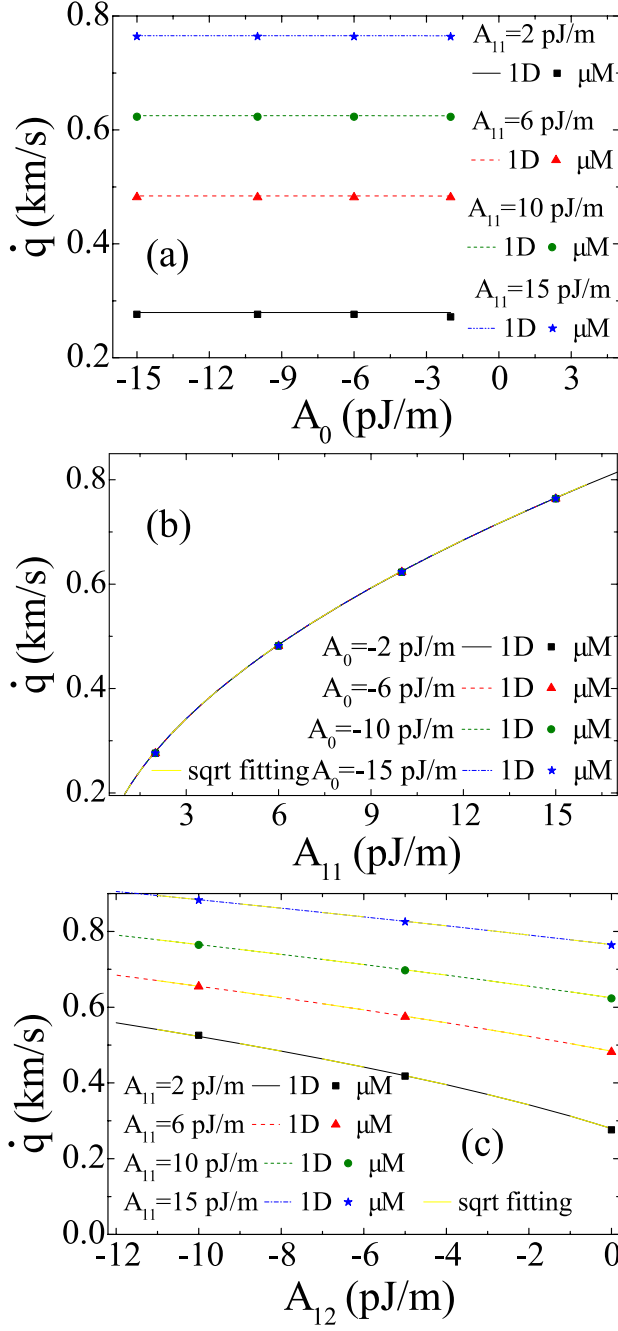 0.8
0.6
0.4
0.2
q̇ (km/s)
(a)
A₁₁=2 pJ/m
1D μM
A₁₁=6 pJ/m
1D μM
A₁₁=10 pJ/m
1D μM
A₁₁=15 pJ/m
1D μM
-15 -12 -9 -6 -3 0 3
A₀ (pJ/m)
0.8
0.6
0.4
0.2
q̇ (km/s)
(b)
A₀=-2 pJ/m 1D μM
A₀=-6 pJ/m 1D μM
A₀=-10 pJ/m 1D μM
sqrt fitting A₀=-15 pJ/m 1D μM
3 6 9 12 15
A₁₁ (pJ/m)
0.8
0.6
0.4
0.2
0.0
q̇ (km/s)
A₁₁=2 pJ/m 1D μM
A₁₁=6 pJ/m 1D μM
(c)
A₁₁=10 pJ/m 1D μM
A₁₁=15 pJ/m 1D μM sqrt fitting
-12 -10 -8 -6 -4 -2 0
A₁₂ (pJ/m)